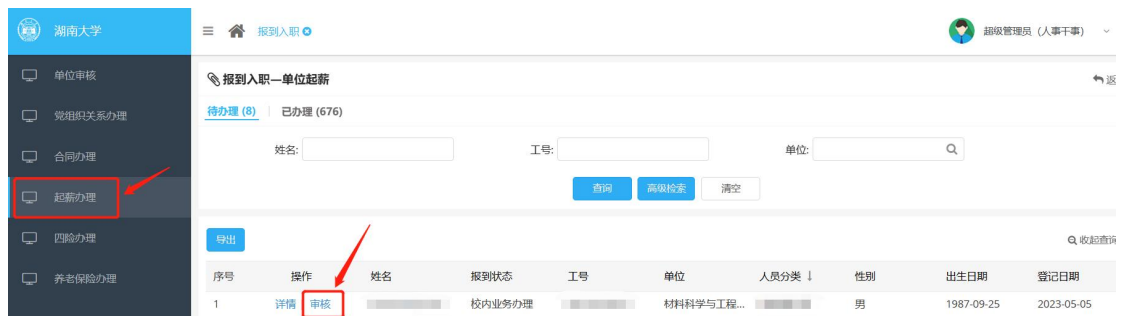 湖南大学
报到入职
超级管理员（人事干事）
单位审核
党组织关系办理
合同办理
起薪办理
四险办理
养老保险办理
报到入职—单位起薪
返
待办理 (8)
已办理 (676)
姓名:
工号:
单位:
查询
高级检索
清空
导出
收起查询
序号 操作 姓名 报到状态 工号 单位 人员分类 ↓ 性别 出生日期 登记日期
1 详情 审核 校内业务办理 材料科学与工程... 男 1987-09-25 2023-05-05